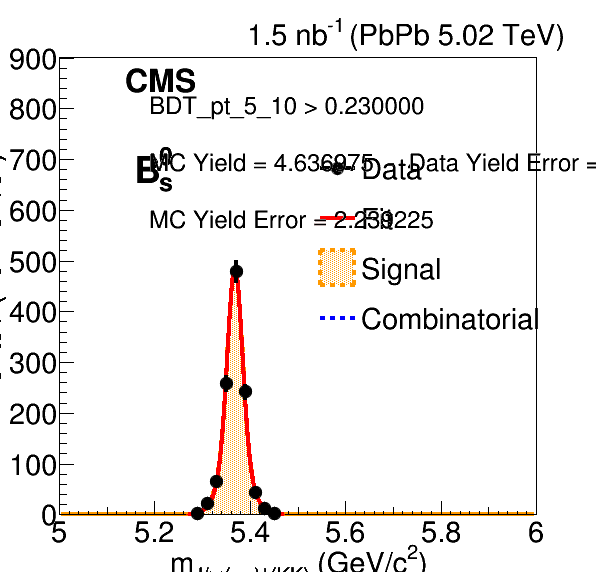 1.5 nb⁻¹ (PbPb 5.02 TeV)
900
CMS
BDT_pt_5_10 > 0.230000
800
B⁰ₛ
MC Yield = 4.636975 Data Yield Error =
Data
700
MC Yield Error = 2.239225
Fit
600
500
Signal
400
Combinatorial
300
200
100
0
5 5.2 5.4 5.6 5.8 6
m (GeV/c²)